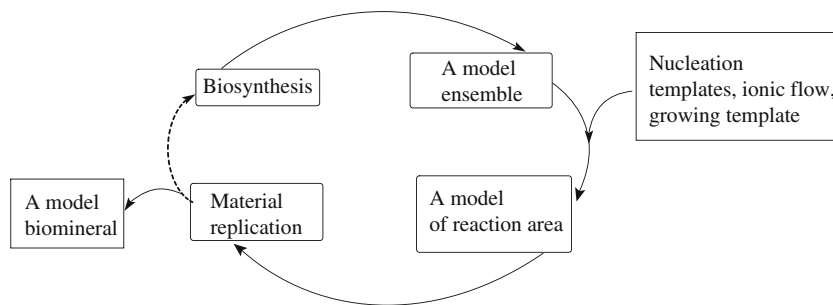 Biosynthesis
A model
ensemble
Nucleation
templates, ionic flow,
growing template
A model
of reaction area
Material
replication
A model
biomineral